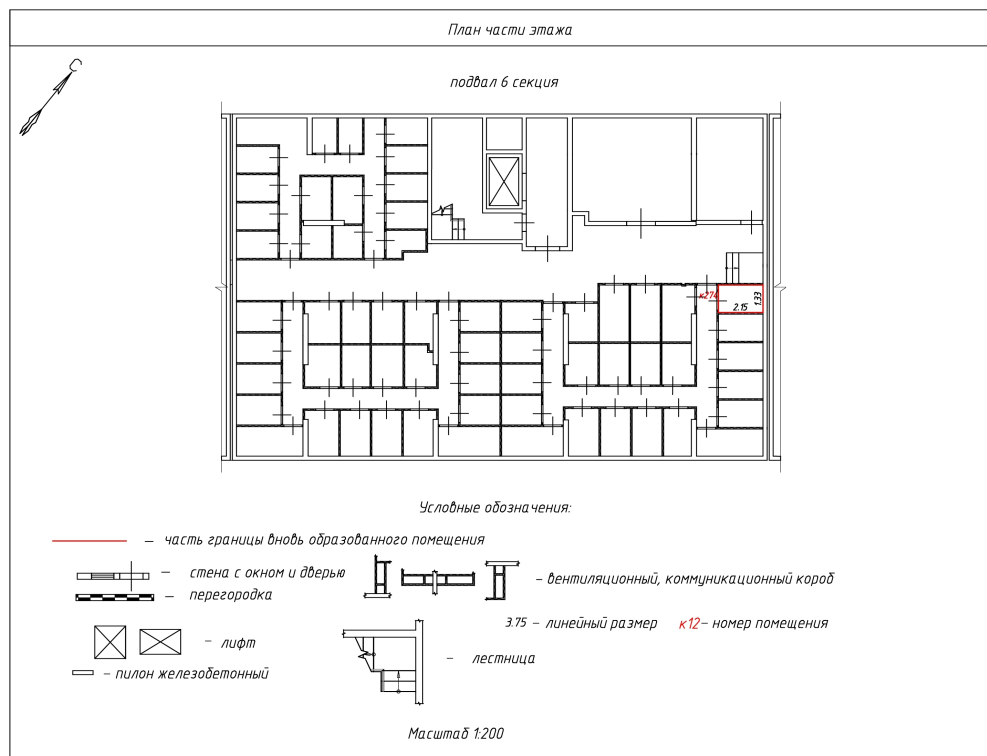 План части этажа
С
подвал 6 секция
к274
2.15
1.33
Условные обозначения:
– часть границы вновь образованного помещения
– стена с окном и дверью
– перегородка
– вентиляционный, коммуникационный короб
3.75 – линейный размер к12 – номер помещения
– лифт
– лестница
– пилон железобетонный
Масштаб 1:200